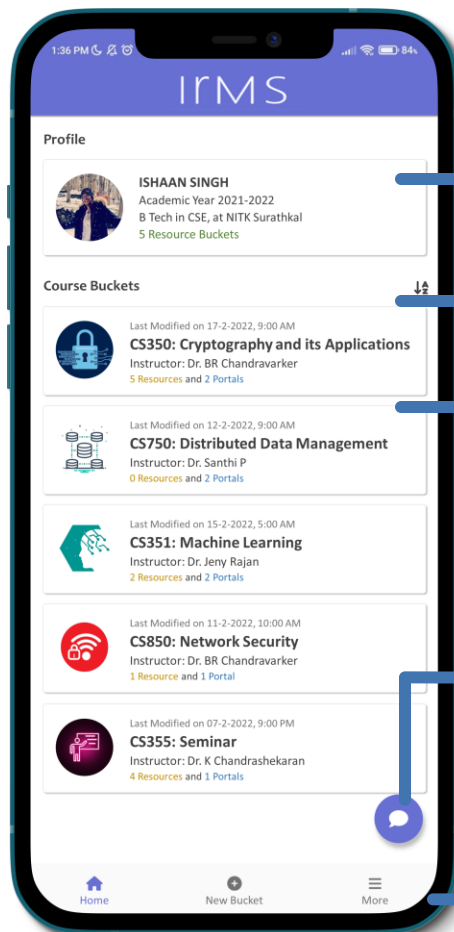 1:36 PM 84%
IrMS
Profile
ISHAAN SINGH
Academic Year 2021-2022
B Tech in CSE, at NITK Surathkal
5 Resource Buckets
Course Buckets
Last Modified on 17-2-2022, 9:00 AM
CS350: Cryptography and its Applications
Instructor: Dr. BR Chandravarker
5 Resources and 2 Portals
Last Modified on 12-2-2022, 9:00 AM
CS750: Distributed Data Management
Instructor: Dr. Santhi P
0 Resources and 2 Portals
Last Modified on 15-2-2022, 5:00 AM
CS351: Machine Learning
Instructor: Dr. Jeny Rajan
2 Resources and 2 Portals
Last Modified on 11-2-2022, 10:00 AM
CS850: Network Security
Instructor: Dr. BR Chandravarker
1 Resource and 1 Portal
Last Modified on 07-2-2022, 9:00 PM
CS355: Seminar
Instructor: Dr. K Chandrashekaran
4 Resources and 1 Portals
Home New Bucket More